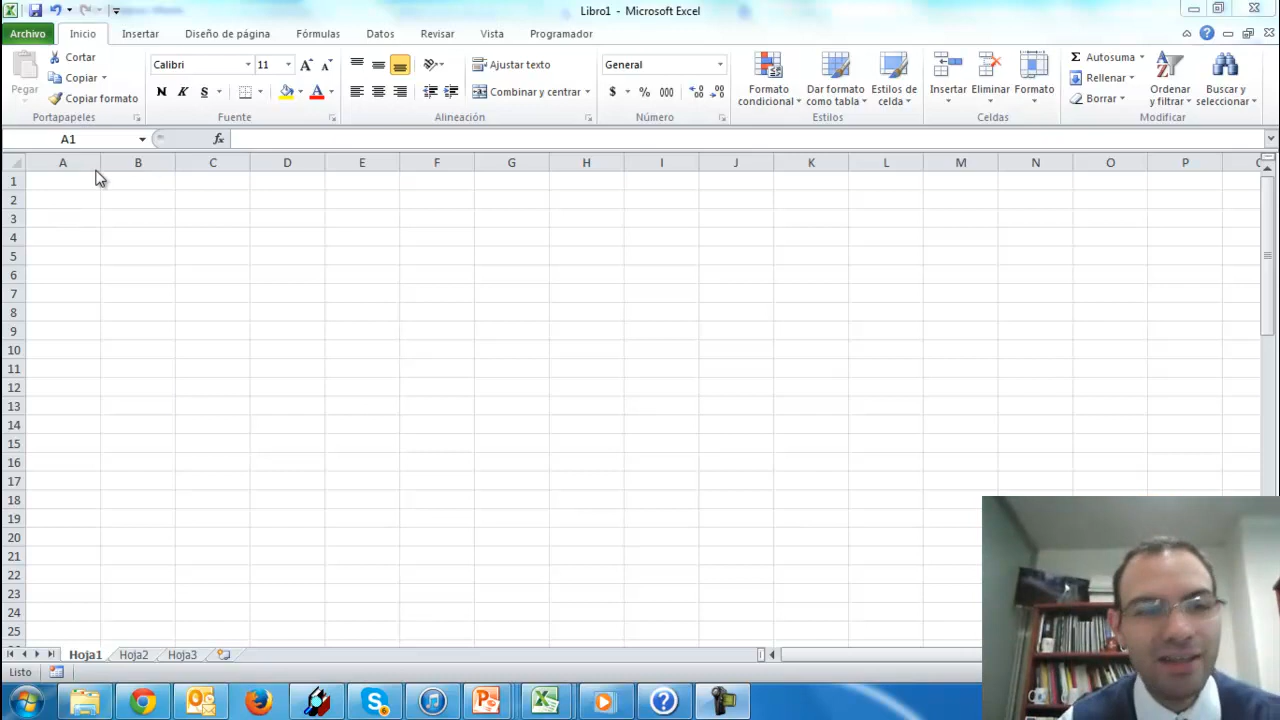 Libro1 - Microsoft Excel
Archivo Inicio Insertar Diseño de página Fórmulas Datos Revisar Vista Programador
Pegar
Cortar
Copiar
Copiar formato
Portapapeles
Calibri 11
N K S
Fuente
Ajustar texto
Combinar y centrar
Alineación
General
$ % 000
Número
Formato condicional
Dar formato como tabla
Estilos de celda
Estilos
Insertar Eliminar Formato
Celdas
Σ Autosuma
Rellenar
Borrar
Ordenar y filtrar
Buscar y seleccionar
Modificar
A1 fx
A B C D E F G H I J K L M N O P
1
2
3
4
5
6
7
8
9
10
11
12
13
14
15
16
17
18
19
20
21
22
23
24
25
Hoja1 Hoja2 Hoja3
Listo